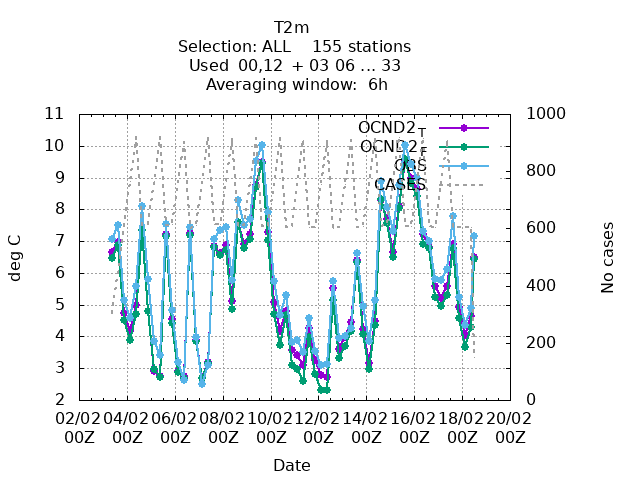 T2m
Selection: ALL 155 stations
Used 00,12 + 03 06 ... 33
Averaging window: 6h
11
10
9
8
7
6
5
4
3
2
deg C
1000
800
600
400
200
0
No cases
OCND2_T
OCND2_F
OBS
CASES
02/02 04/02 06/02 08/02 10/02 12/02 14/02 16/02 18/02 20/02
00Z 00Z 00Z 00Z 00Z 00Z 00Z 00Z 00Z 00Z
Date